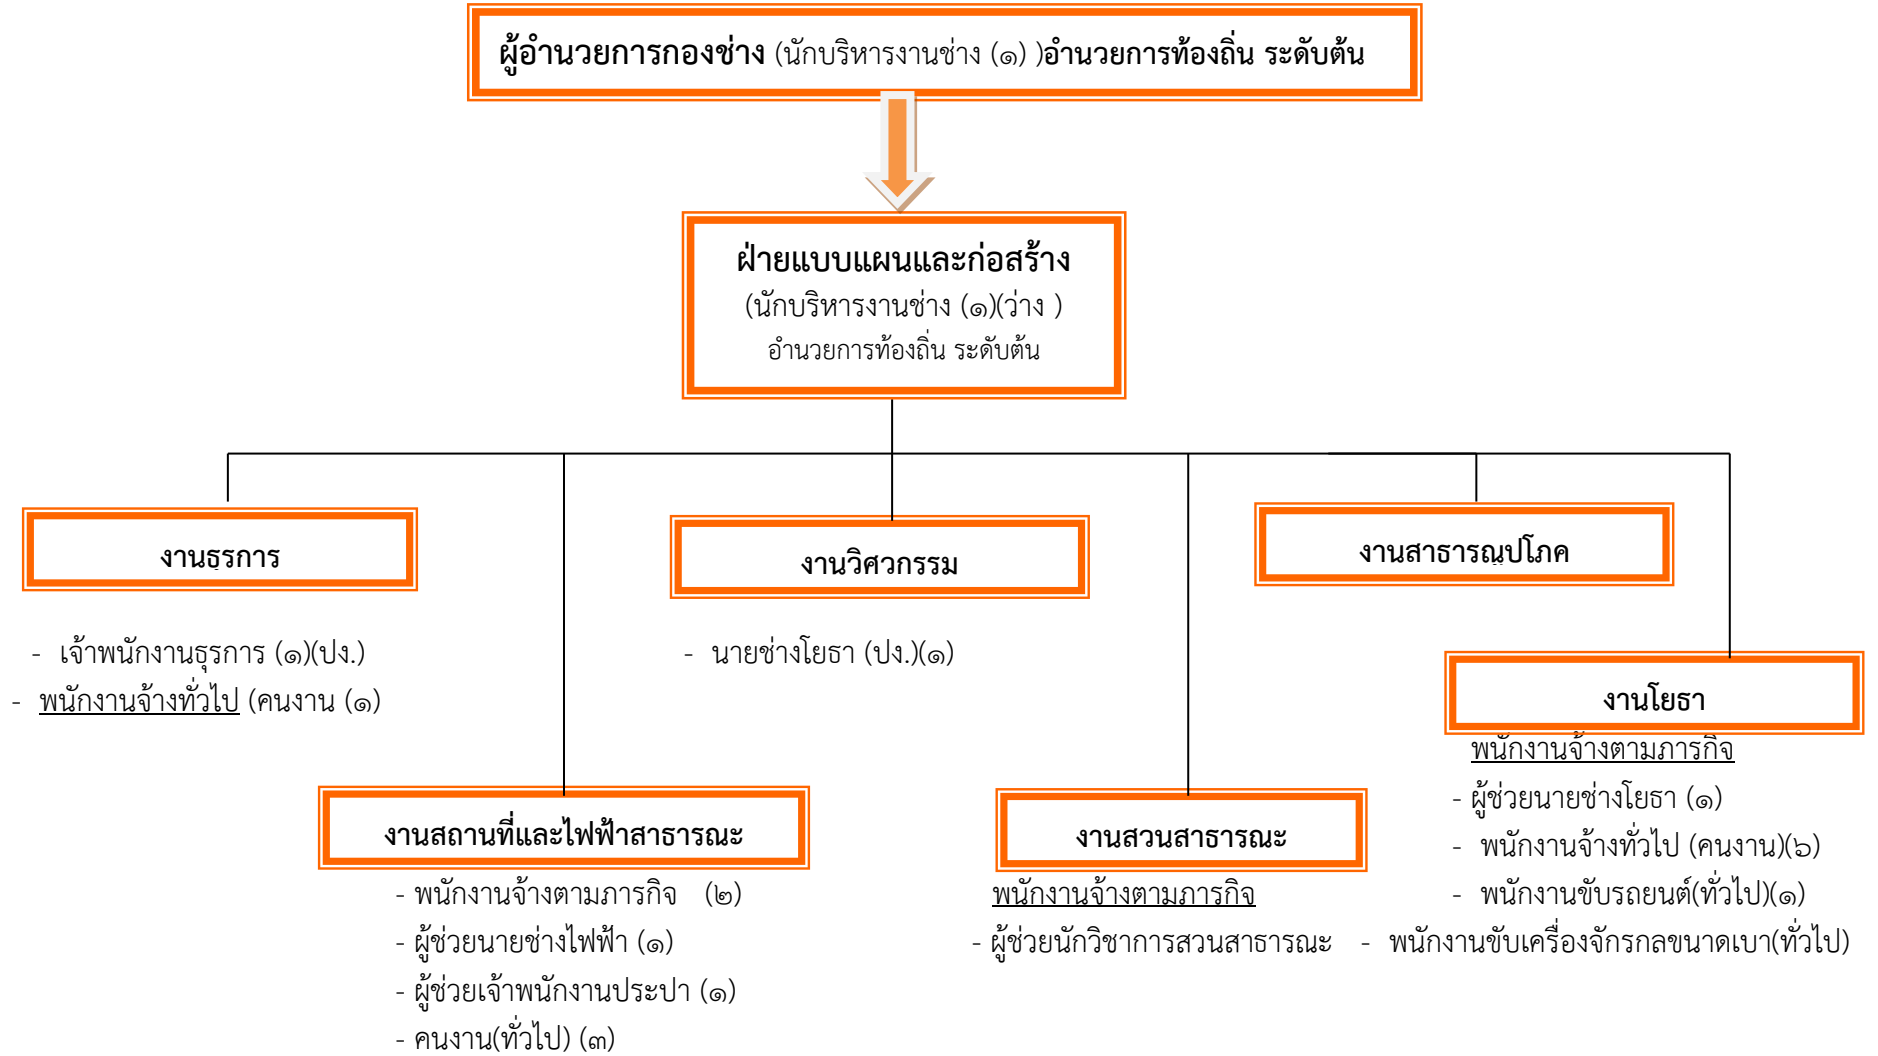 ผู้อำนวยการกองช่าง (นักบริหารงานช่าง (๑) )อำนวยการท้องถิ่น ระดับต้น
ฝ่ายแบบแผนและก่อสร้าง
(นักบริหารงานช่าง (๑)(ว่าง )
อำนวยการท้องถิ่น ระดับต้น
งานธุรการ
- เจ้าพนักงานธุรการ (๑)(ปง.)
- พนักงานจ้างทั่วไป (คนงาน (๑)
งานวิศวกรรม
- นายช่างโยธา (ปง.)(๑)
งานสาธารณูปโภค
งานโยธา
พนักงานจ้างตามภารกิจ
- ผู้ช่วยนายช่างโยธา (๑)
- พนักงานจ้างทั่วไป (คนงาน)(๖)
- พนักงานขับรถยนต์(ทั่วไป)(๑)
- พนักงานขับเครื่องจักรกลขนาดเบา(ทั่วไป)
งานสถานที่และไฟฟ้าสาธารณะ
- พนักงานจ้างตามภารกิจ (๒)
- ผู้ช่วยนายช่างไฟฟ้า (๑)
- ผู้ช่วยเจ้าพนักงานประปา (๑)
- คนงาน(ทั่วไป) (๓)
งานสวนสาธารณะ
พนักงานจ้างตามภารกิจ
- ผู้ช่วยนักวิชาการสวนสาธารณะ